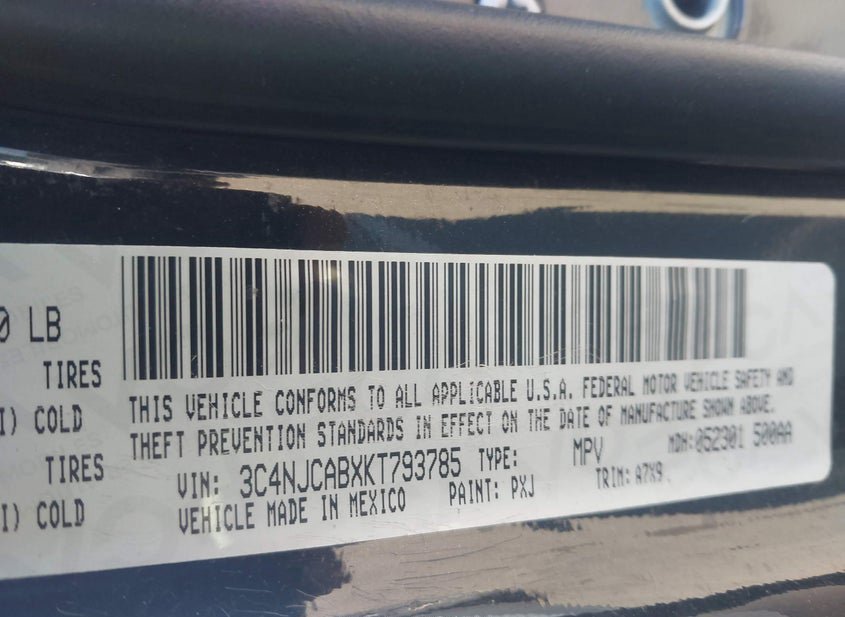 0 LB
TIRES
I) COLD
TIRES
I) COLD
THIS VEHICLE CONFORMS TO ALL APPLICABLE U.S.A. FEDERAL MOTOR VEHICLE SAFETY AND
THEFT PREVENTION STANDARDS IN EFFECT ON THE DATE OF MANUFACTURE SHOWN ABOVE.
VIN: 3C4NJCABXKT793785 TYPE: MPV MDH: 052301 500AA
VEHICLE MADE IN MEXICO PAINT: PXJ TRIM: A7X9